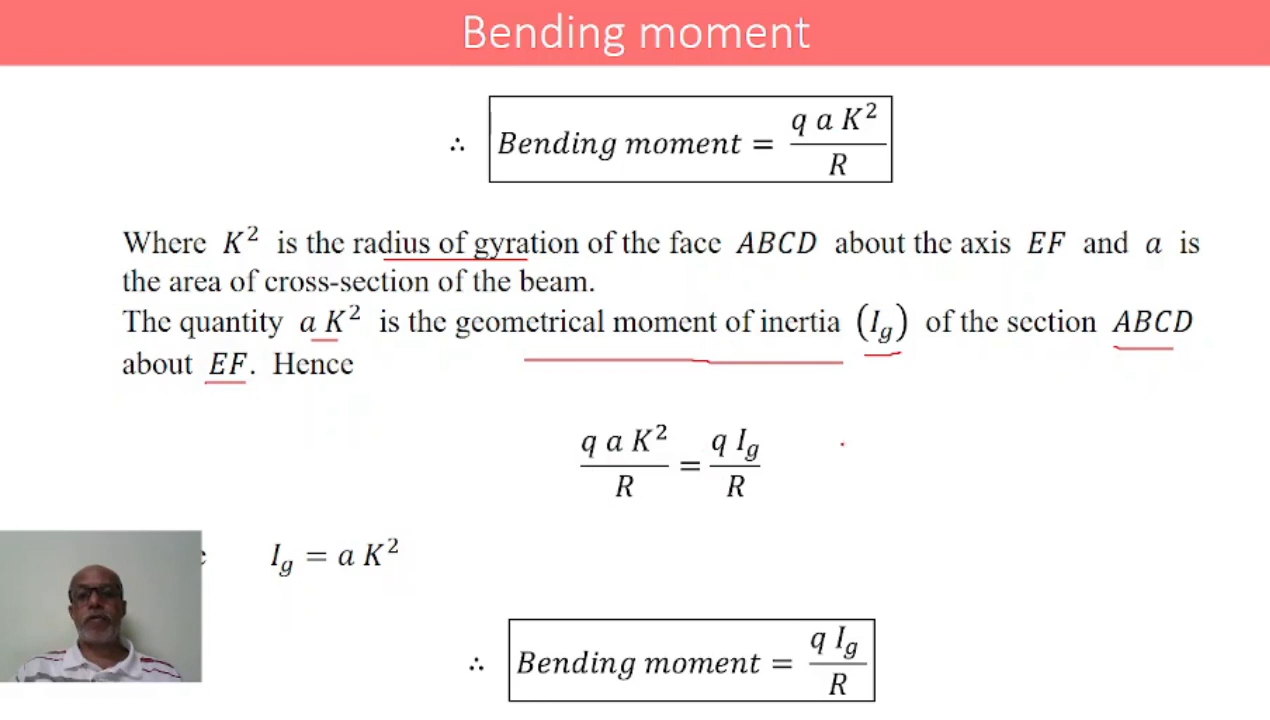 Bending moment
∴ Bending moment = q a K² / R
Where K² is the radius of gyration of the face ABCD about the axis EF and a is
the area of cross-section of the beam.
The quantity a K² is the geometrical moment of inertia (I_g) of the section ABCD
about EF. Hence
q a K² / R = q I_g / R
I_g = a K²
∴ Bending moment = q I_g / R